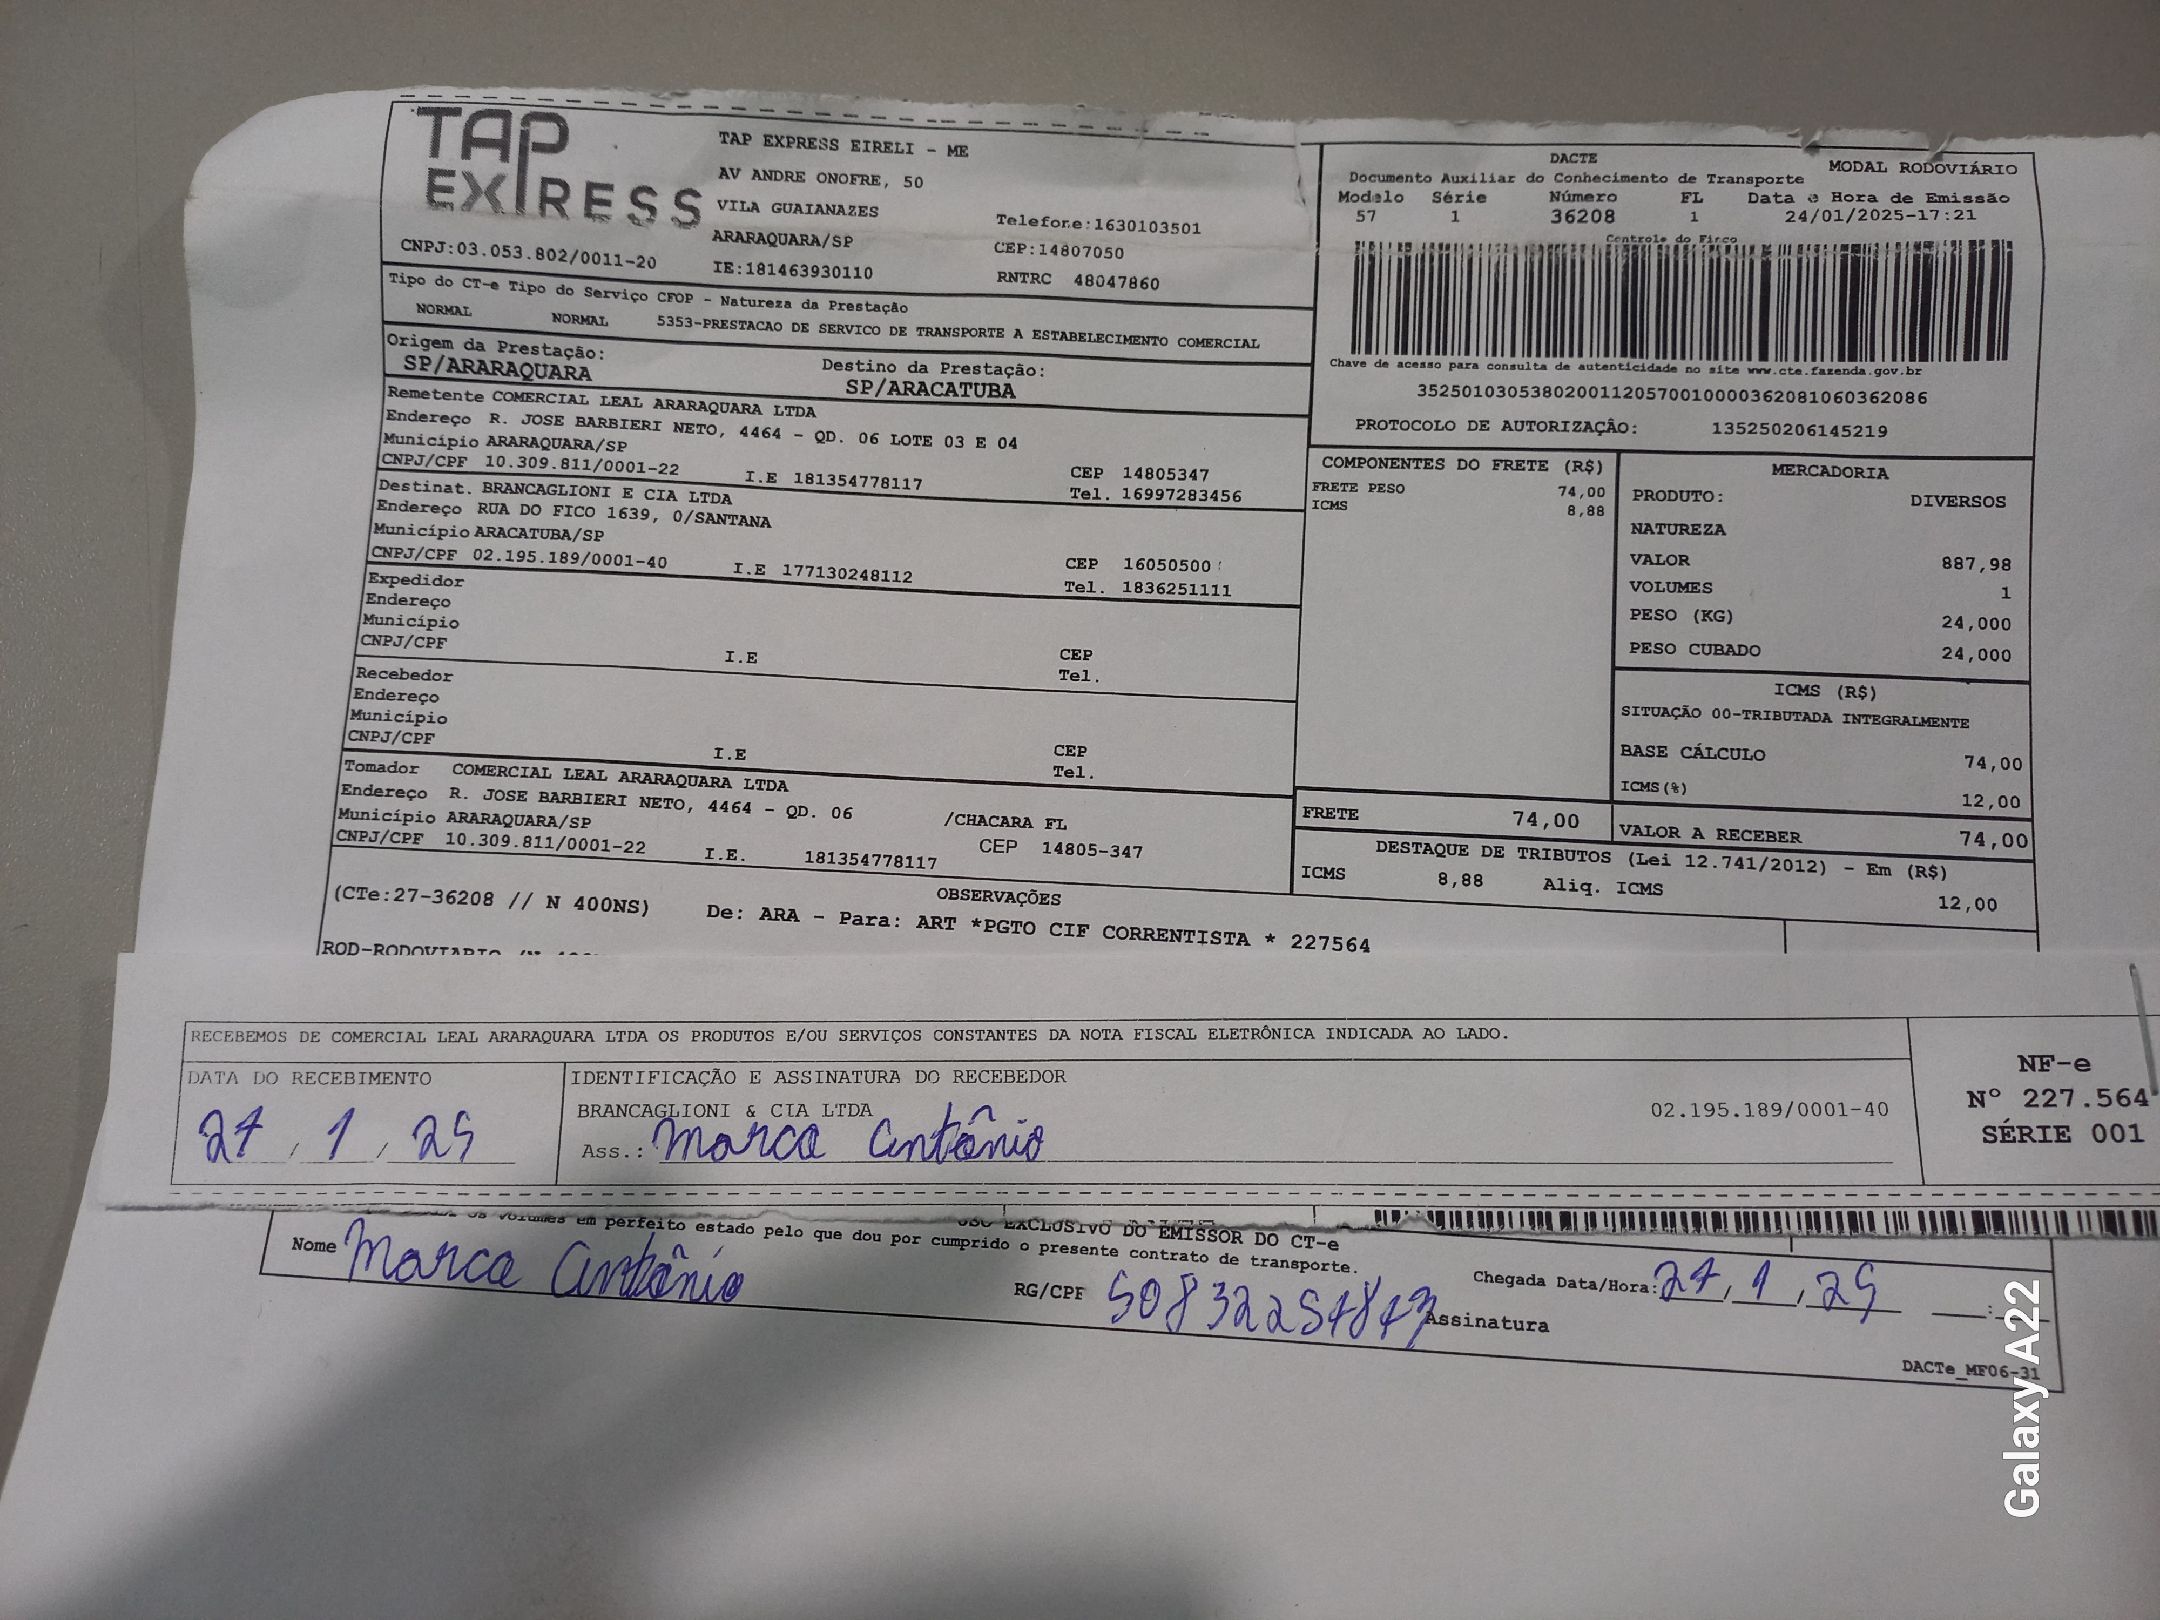 TAP EXPRESS
TAP EXPRESS EIRELI - ME
AV ANDRE ONOFRE, 50
VILA GUAIANAZES
Telefone:1630103501
ARARAQUARA/SP
CEP:14807050
CNPJ:03.053.802/0011-20
IE:181463930110
RNTRC 48047860
Tipo do CT-e Tipo do Serviço CFOP - Natureza da Prestação
NORMAL NORMAL 5353-PRESTACAO DE SERVICO DE TRANSPORTE A ESTABELECIMENTO COMERCIAL
Origem da Prestação: Destino da Prestação:
SP/ARARAQUARA SP/ARACATUBA
Remetente COMERCIAL LEAL ARARAQUARA LTDA
Endereço R. JOSE BARBIERI NETO, 4464 - QD. 06 LOTE 03 E 04
Município ARARAQUARA/SP CEP 14805347
CNPJ/CPF 10.309.811/0001-22 I.E 181354778117 Tel. 16997283456
Destinat. BRANCAGLIONI E CIA LTDA
Endereço RUA DO FICO 1639, 0/SANTANA
Município ARACATUBA/SP CEP 16050500
CNPJ/CPF 02.195.189/0001-40 I.E 177130248112 Tel. 1836251111
Expedidor
Endereço
Município CEP
CNPJ/CPF I.E Tel.
Recebedor
Endereço
Município CEP
CNPJ/CPF I.E Tel.
Tomador COMERCIAL LEAL ARARAQUARA LTDA
Endereço R. JOSE BARBIERI NETO, 4464 - QD. 06 /CHACARA FL
Município ARARAQUARA/SP CEP 14805-347
CNPJ/CPF 10.309.811/0001-22 I.E. 181354778117
DACTE MODAL RODOVIÁRIO
Documento Auxiliar do Conhecimento de Transporte
Modelo Série Número FL Data e Hora de Emissão
57 1 36208 1 24/01/2025-17:21
Controle do Fisco
Chave de acesso para consulta de autenticidade no site www.cte.fazenda.gov.br
35250103053802001120570010000362081060362086
PROTOCOLO DE AUTORIZAÇÃO: 135250206145219
COMPONENTES DO FRETE (R$)
FRETE PESO 74,00
ICMS 8,88
MERCADORIA
PRODUTO: DIVERSOS
NATUREZA
VALOR 887,98
VOLUMES 1
PESO (KG) 24,000
PESO CUBADO 24,000
ICMS (R$)
SITUAÇÃO 00-TRIBUTADA INTEGRALMENTE
BASE CÁLCULO 74,00
ICMS(%) 12,00
FRETE 74,00 VALOR A RECEBER 74,00
DESTAQUE DE TRIBUTOS (Lei 12.741/2012) - Em (R$)
ICMS 8,88 Aliq. ICMS 12,00
OBSERVAÇÕES
(CTe:27-36208 // N 400NS) De: ARA - Para: ART *PGTO CIF CORRENTISTA * 227564
ROD-RODOVIARIO
RECEBEMOS DE COMERCIAL LEAL ARARAQUARA LTDA OS PRODUTOS E/OU SERVIÇOS CONSTANTES DA NOTA FISCAL ELETRÔNICA INDICADA AO LADO.
DATA DO RECEBIMENTO
27/1/25
IDENTIFICAÇÃO E ASSINATURA DO RECEBEDOR
BRANCAGLIONI & CIA LTDA 02.195.189/0001-40
Ass.: Marco Antônio
NF-e
Nº 227.564
SÉRIE 001
USO EXCLUSIVO DO EMISSOR DO CT-e
os volumes em perfeito estado pelo que dou por cumprido o presente contrato de transporte.
Nome Marco Antônio RG/CPF Chegada Data/Hora: 27/1/25 __:__
Assinatura
DACTe_MF06-31
Galaxy A22